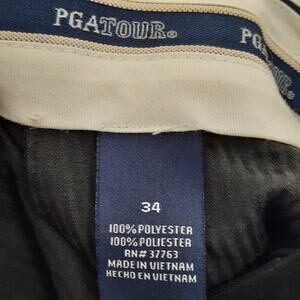 PGATOUR®
PGATOUR®
34
100% POLYESTER
100% POLIESTER
RN# 37763
MADE IN VIETNAM
HECHO EN VIETNAM